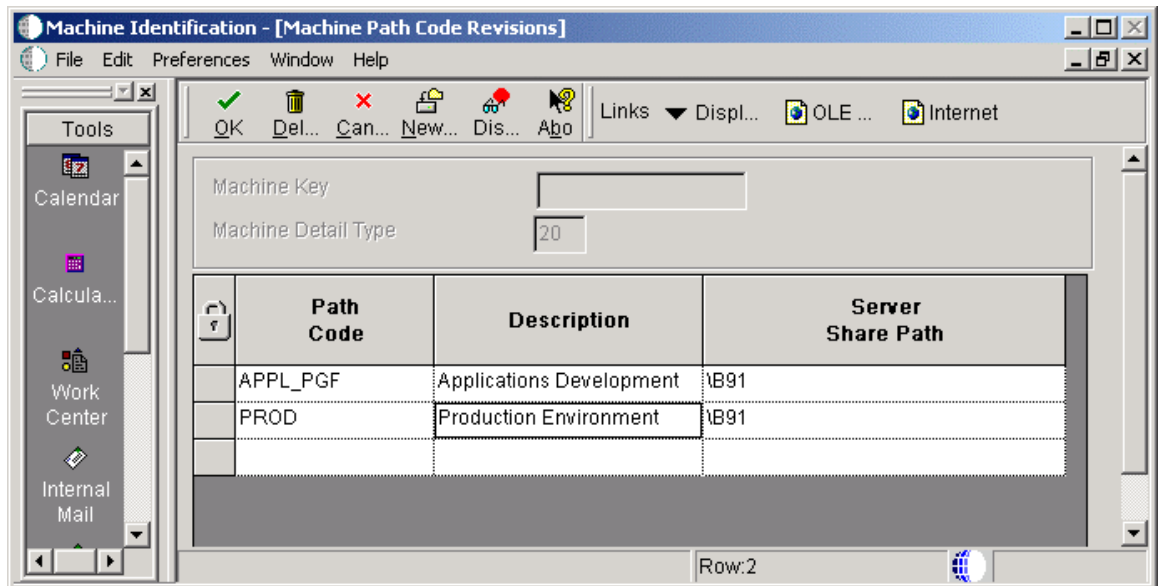 Machine Identification - [Machine Path Code Revisions]
File Edit Preferences Window Help
Tools
OK Del... Can... New... Dis... Abo Links Displ... OLE ... Internet
Calendar
Calcula...
Work
Center
Internal
Mail
Machine Key
Machine Detail Type 20
Path
Code
Description
Server
Share Path
APPL_PGF Applications Development \B91
PROD Production Environment \B91
Row:2